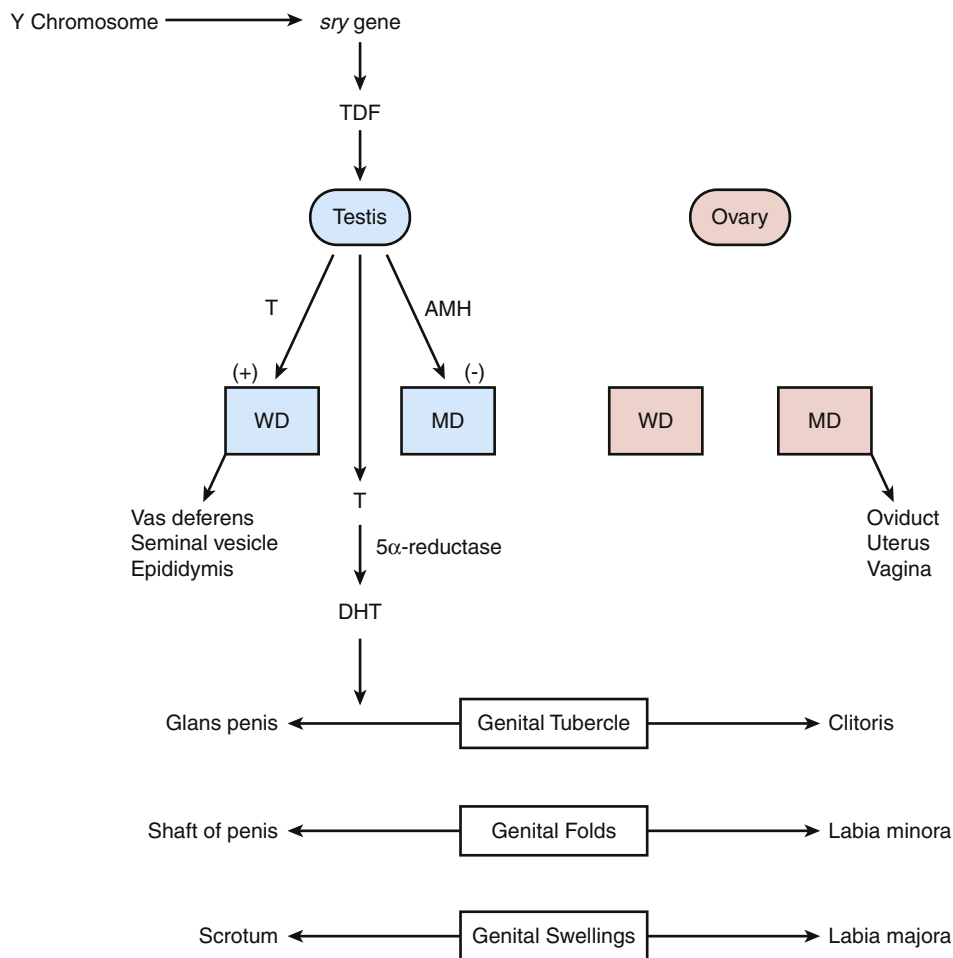 Y Chromosome
sry gene
TDF
Testis
Ovary
T
AMH
(+)
(-)
WD
MD
WD
MD
T
Vas deferens
Seminal vesicle
Epididymis
Oviduct
Uterus
Vagina
5α-reductase
DHT
Glans penis
Genital Tubercle
Clitoris
Shaft of penis
Genital Folds
Labia minora
Scrotum
Genital Swellings
Labia majora